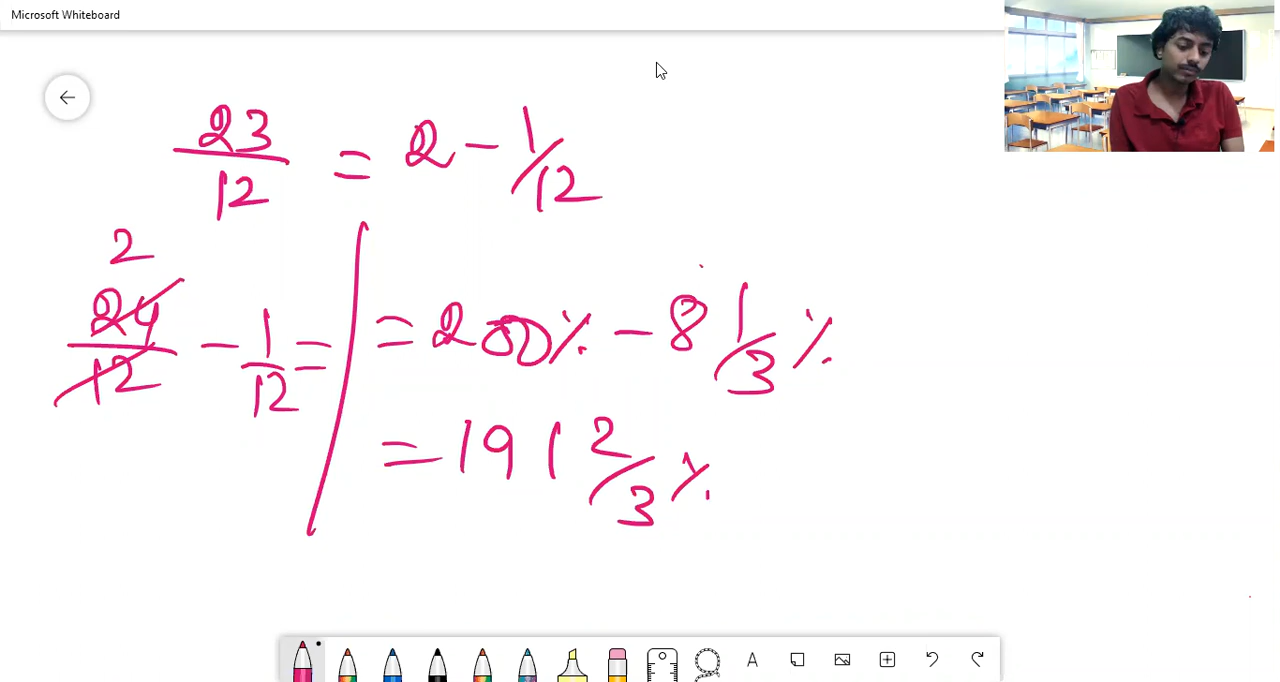 Microsoft Whiteboard
23/12 = 2 - 1/12
2
24/12 - 1/12 =
= 200% - 8 1/3 %
= 191 2/3 %
A